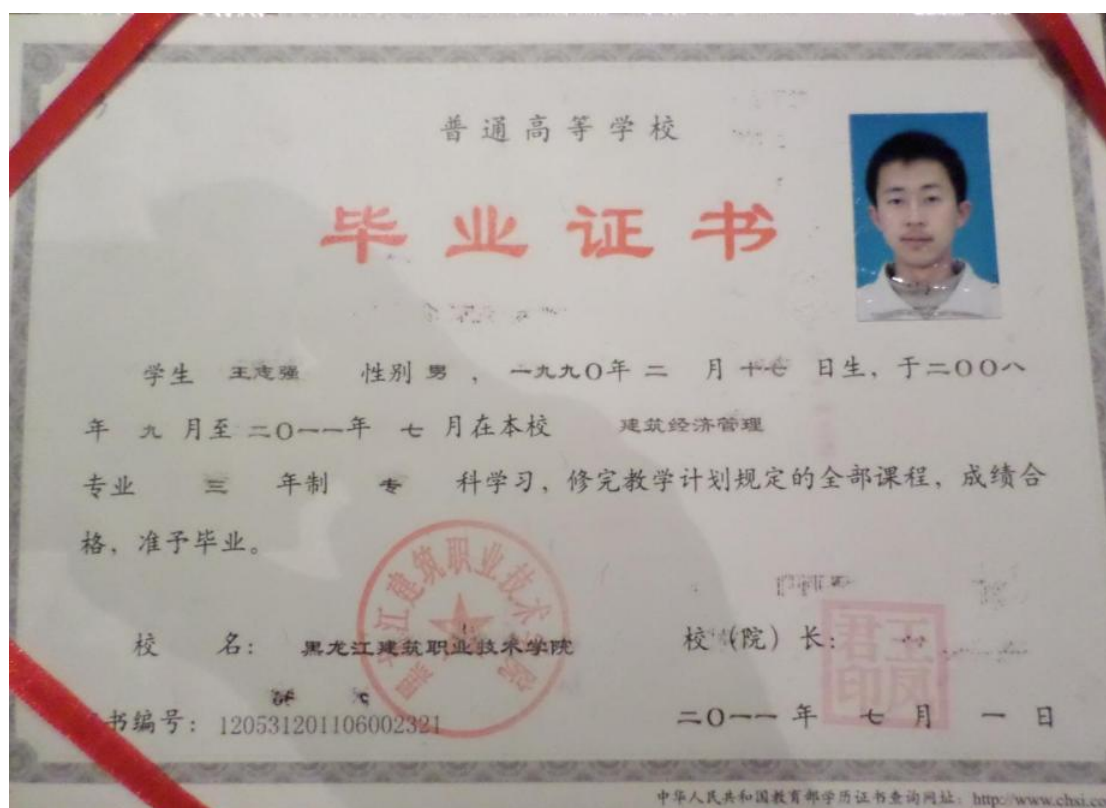 普通高等学校
毕业证书
学生 王志强 性别 男 ，一九九〇年 二 月 十七 日生，于二〇〇八
年 九 月至 二〇一一年 七 月在本校 建筑经济管理
专业 三 年制 专 科学习，修完教学计划规定的全部课程，成绩合
格，准予毕业。
校 名： 黑龙江建筑职业技术学院
校（院）长：
王凤君印
书编号：120531201106002321
二〇一一 年 七 月 一 日
中华人民共和国教育部学历证书查询网址：http://www.chsi.co